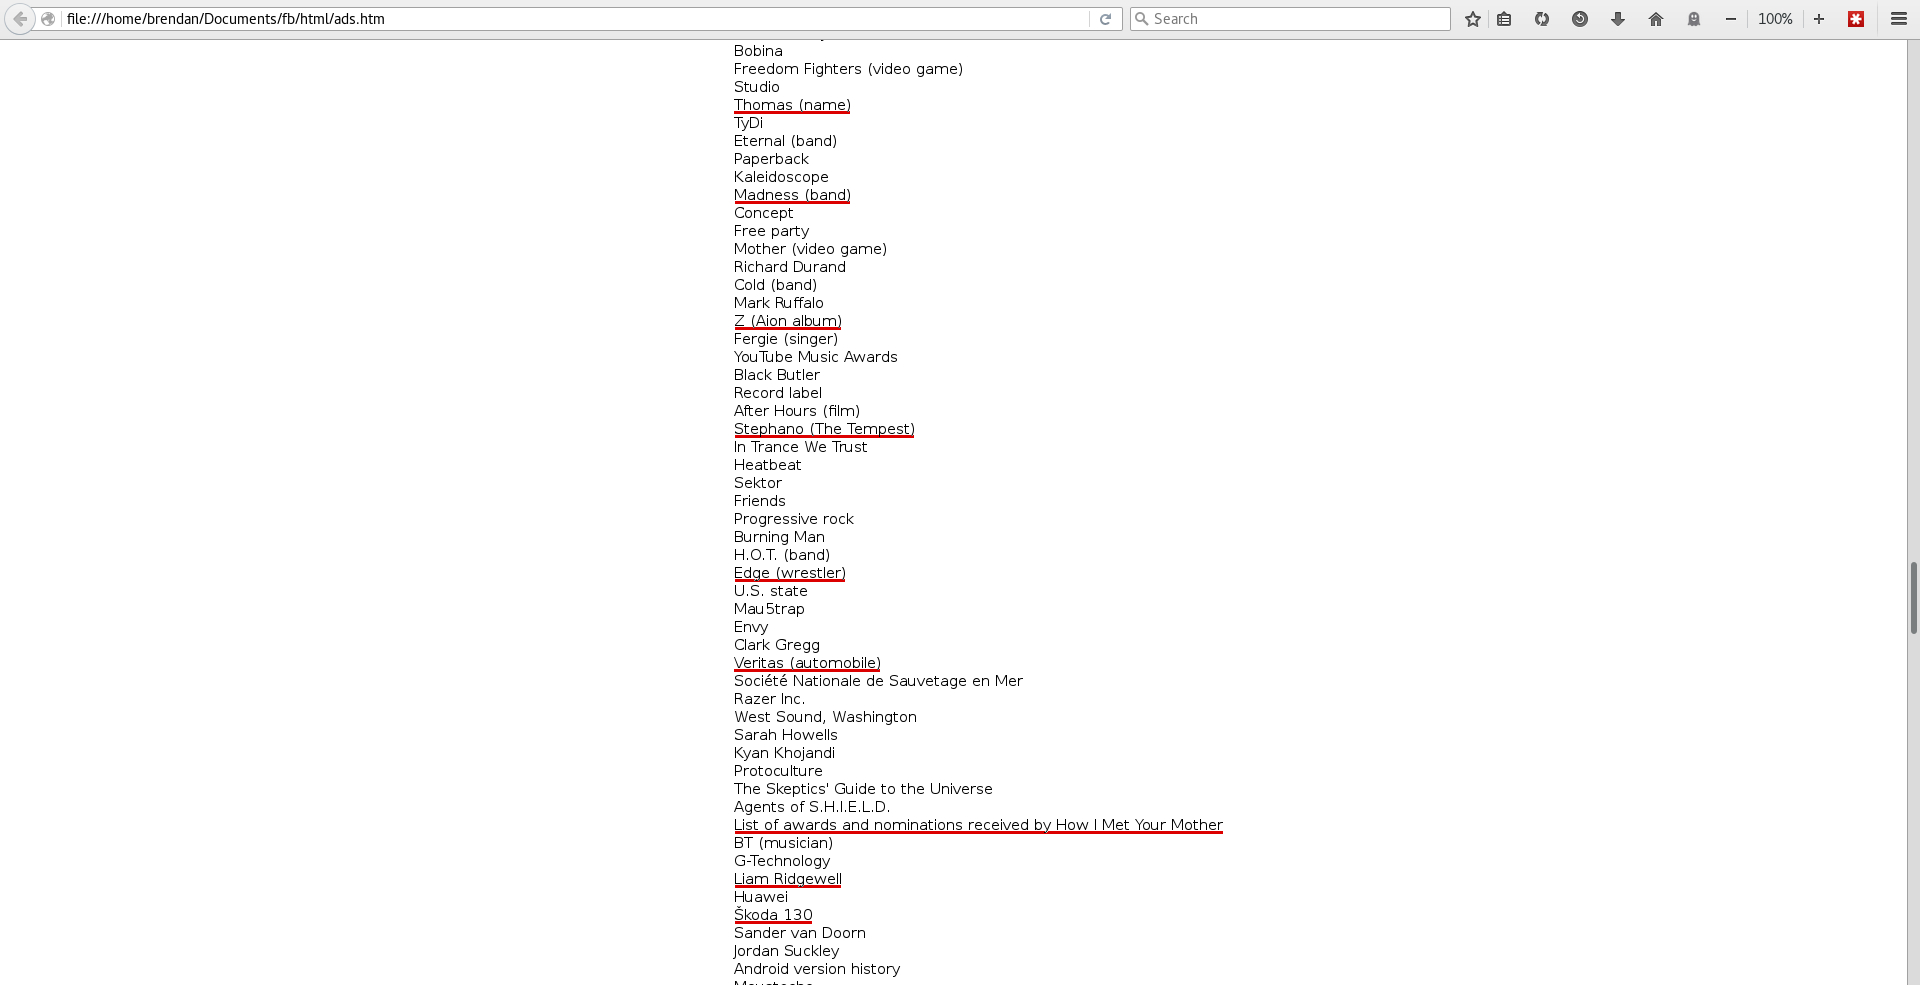 file:///home/brendan/Documents/fb/html/ads.htm
Search
100%
Bobina
Freedom Fighters (video game)
Studio
Thomas (name)
TyDi
Eternal (band)
Paperback
Kaleidoscope
Madness (band)
Concept
Free party
Mother (video game)
Richard Durand
Cold (band)
Mark Ruffalo
Z (Aion album)
Fergie (singer)
YouTube Music Awards
Black Butler
Record label
After Hours (film)
Stephano (The Tempest)
In Trance We Trust
Heatbeat
Sektor
Friends
Progressive rock
Burning Man
H.O.T. (band)
Edge (wrestler)
U.S. state
Mau5trap
Envy
Clark Gregg
Veritas (automobile)
Société Nationale de Sauvetage en Mer
Razer Inc.
West Sound, Washington
Sarah Howells
Kyan Khojandi
Protoculture
The Skeptics' Guide to the Universe
Agents of S.H.I.E.L.D.
List of awards and nominations received by How I Met Your Mother
BT (musician)
G-Technology
Liam Ridgewell
Huawei
Škoda 130
Sander van Doorn
Jordan Suckley
Android version history